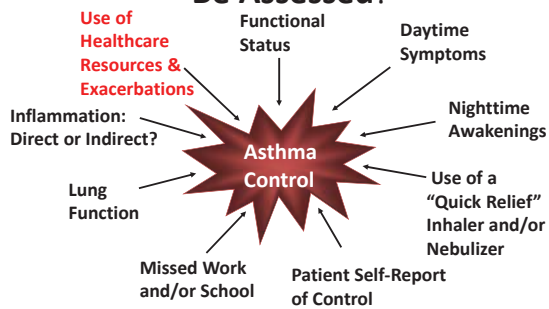 Be Assessed?
Use of
Healthcare
Resources &
Exacerbations
Functional
Status
Daytime
Symptoms
Nighttime
Awakenings
Use of a
“Quick Relief”
Inhaler and/or
Nebulizer
Patient Self-Report
of Control
Missed Work
and/or School
Lung
Function
Inflammation:
Direct or Indirect?
Asthma
Control